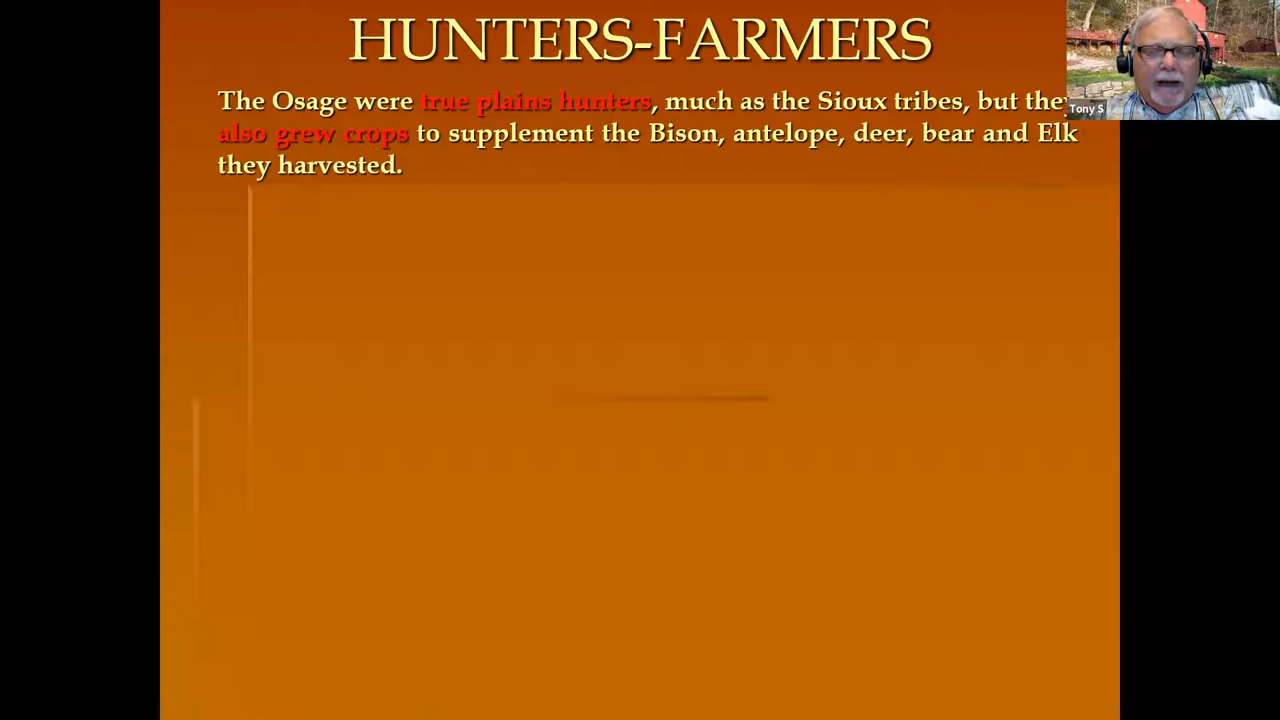 HUNTERS-FARMERS
The Osage were true plains hunters, much as the Sioux tribes, but they
also grew crops to supplement the Bison, antelope, deer, bear and Elk
they harvested.
Tony S